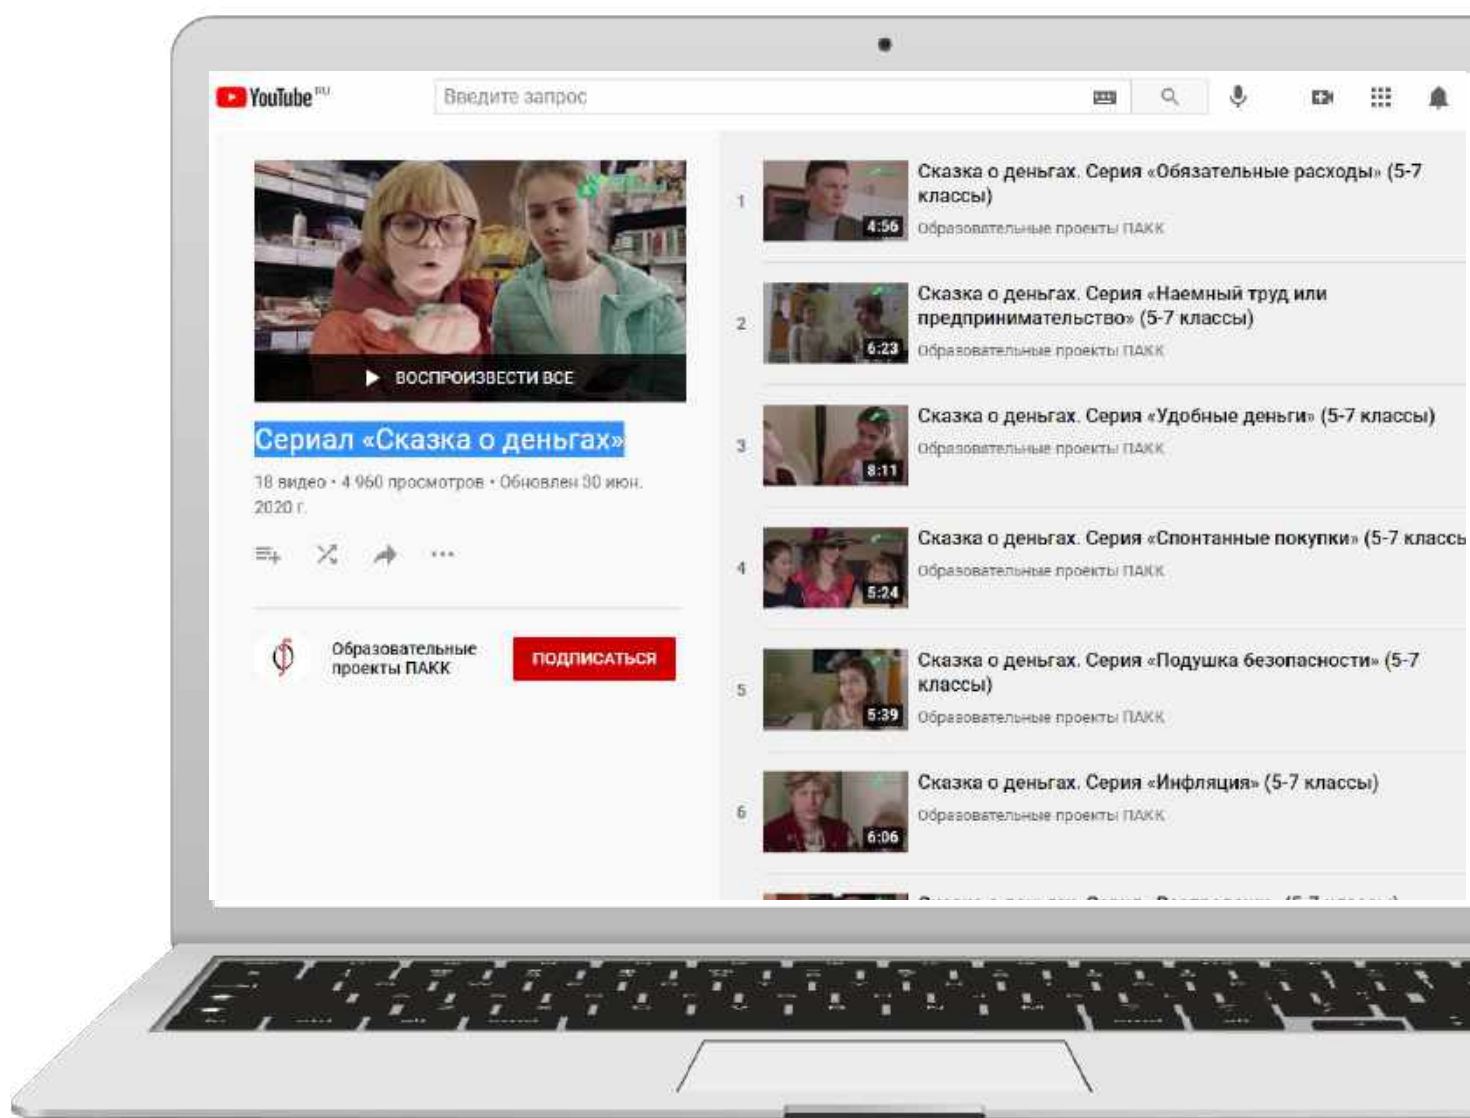 YouTube RU
Введите запрос
ВОСПРОИЗВЕСТИ ВСЕ
Сериал «Сказка о деньгах»
18 видео • 4 960 просмотров • Обновлен 30 июн.
2020 г.
Образовательные
проекты ПАКК
ПОДПИСАТЬСЯ
1
4:56
Сказка о деньгах. Серия «Обязательные расходы» (5-7
классы)
Образовательные проекты ПАКК
2
6:23
Сказка о деньгах. Серия «Наемный труд или
предпринимательство» (5-7 классы)
Образовательные проекты ПАКК
3
8:11
Сказка о деньгах. Серия «Удобные деньги» (5-7 классы)
Образовательные проекты ПАКК
4
5:24
Сказка о деньгах. Серия «Спонтанные покупки» (5-7 классы
Образовательные проекты ПАКК
5
5:39
Сказка о деньгах. Серия «Подушка безопасности» (5-7
классы)
Образовательные проекты ПАКК
6
6:06
Сказка о деньгах. Серия «Инфляция» (5-7 классы)
Образовательные проекты ПАКК